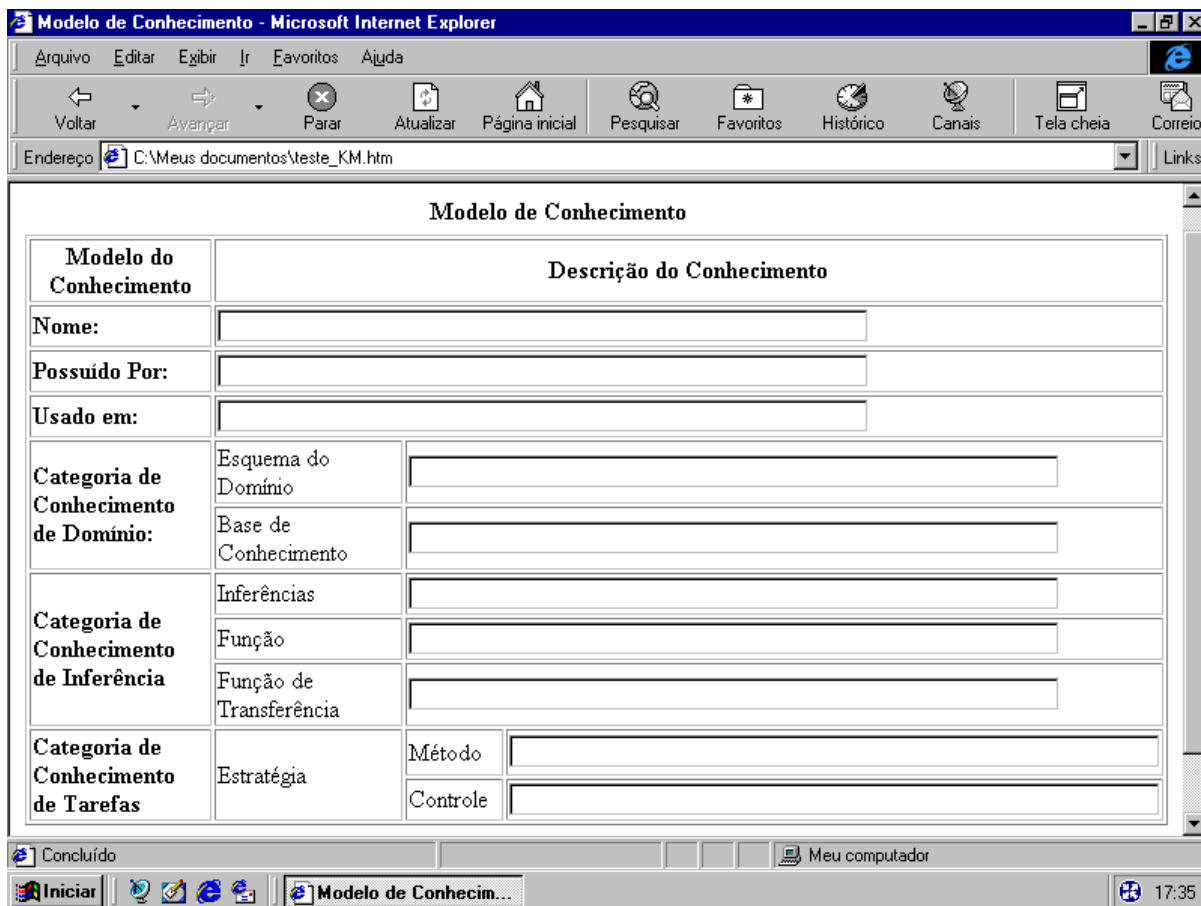 Modelo de Conhecimento - Microsoft Internet Explorer
Arquivo Editar Exibir Ir Favoritos Ajuda
Voltar Avançar Parar Atualizar Página inicial Pesquisar Favoritos Histórico Canais Tela cheia Correio
Endereço C:\Meus documentos\teste_KM.htm Links
Modelo de Conhecimento
Modelo do
Conhecimento
Descrição do Conhecimento
Nome:
Possuído Por:
Usado em:
Categoria de
Conhecimento
de Domínio:
Esquema do
Domínio
Base de
Conhecimento
Categoria de
Conhecimento
de Inferência
Inferências
Função
Função de
Transferência
Categoria de
Conhecimento
de Tarefas
Estratégia
Método
Controle
Concluído Meu computador
Iniciar Modelo de Conhecim... 17:35